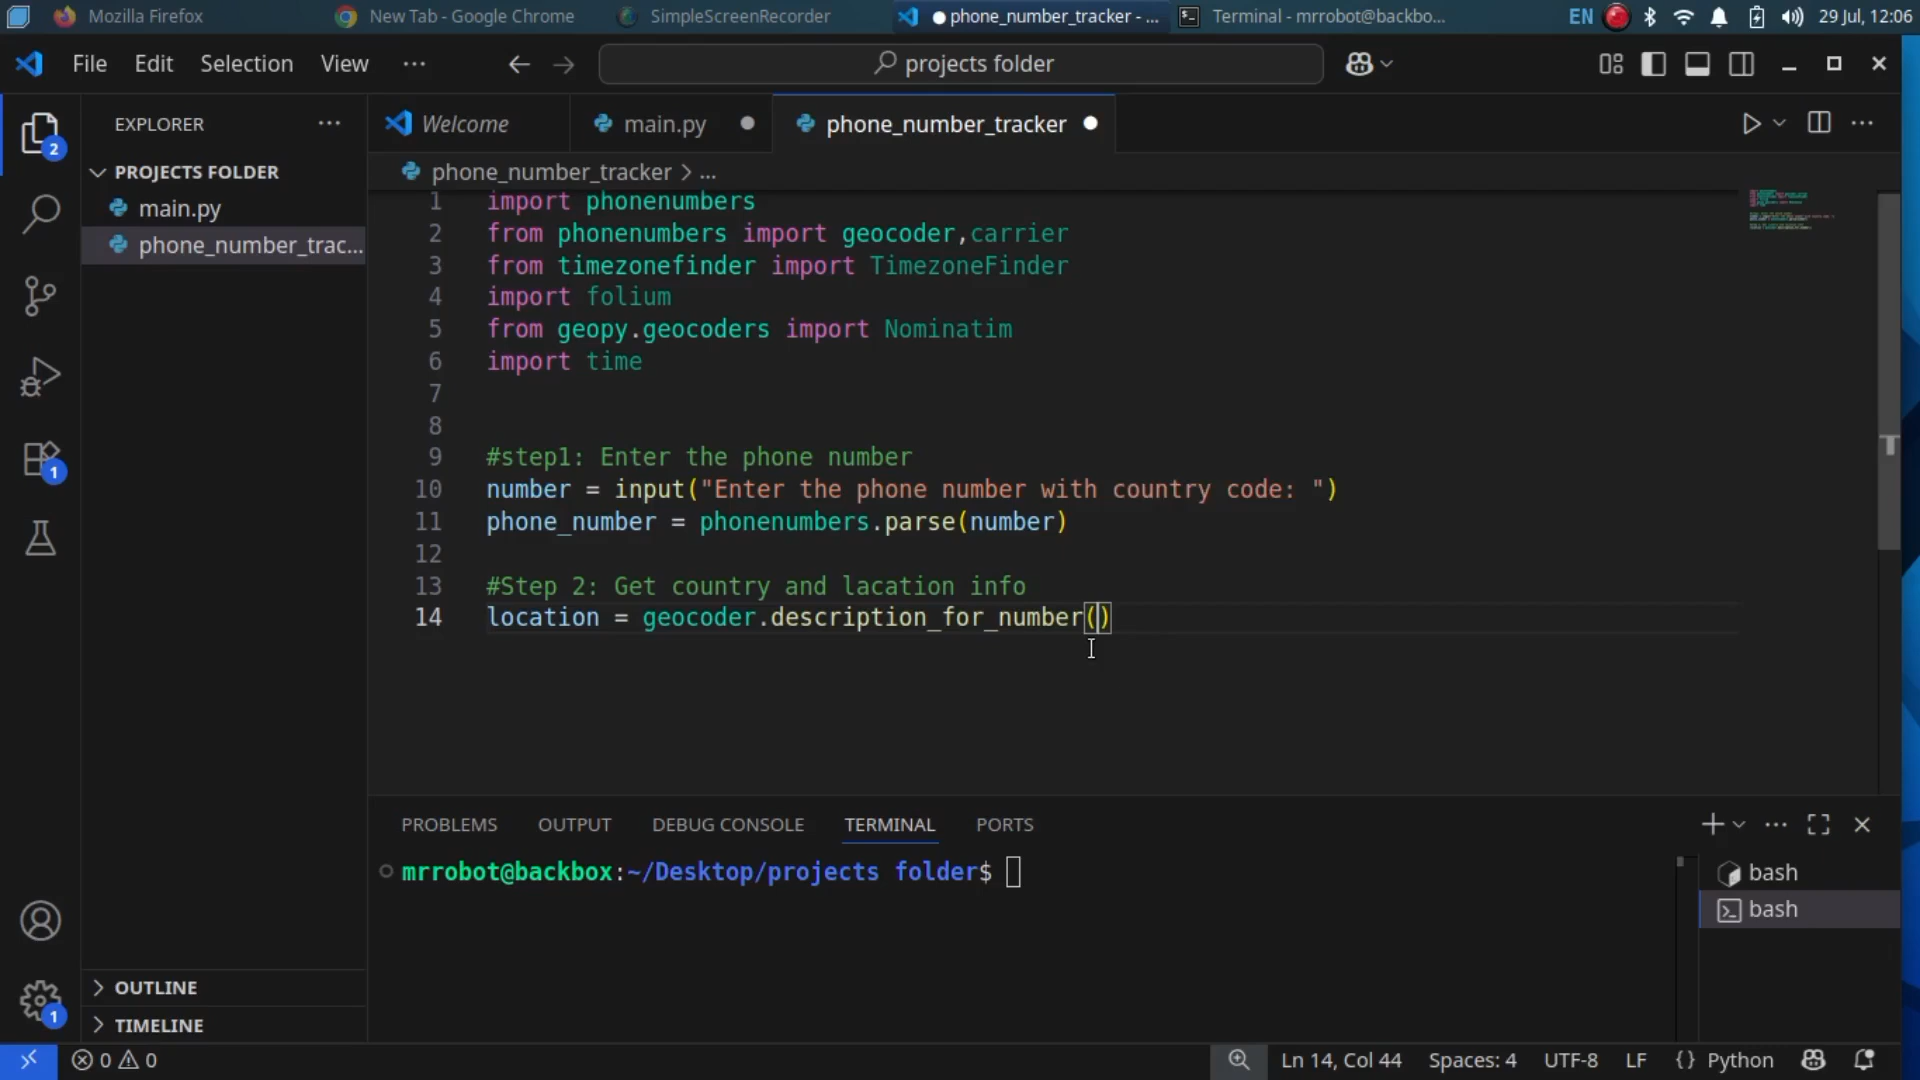 Mozilla Firefox
New Tab - Google Chrome
SimpleScreenRecorder
phone_number_tracker - ...
Terminal - mrrobot@backbo...
EN
29 Jul, 12:06
File
Edit
Selection
View
projects folder
EXPLORER
Welcome
main.py
phone_number_tracker
2
PROJECTS FOLDER
main.py
phone_number_trac...
phone_number_tracker > ...
1 import phonenumbers
2 from phonenumbers import geocoder,carrier
3 from timezonefinder import TimezoneFinder
4 import folium
5 from geopy.geocoders import Nominatim
6 import time
7
8
9 #step1: Enter the phone number
10 number = input("Enter the phone number with country code: ")
11 phone_number = phonenumbers.parse(number)
12
13 #Step 2: Get country and lacation info
14 location = geocoder.description_for_number()
1
PROBLEMS
OUTPUT
DEBUG CONSOLE
TERMINAL
PORTS
mrrobot@backbox:~/Desktop/projects folder$
bash
bash
OUTLINE
TIMELINE
1
0
0
Ln 14, Col 44
Spaces: 4
UTF-8
LF
{} Python